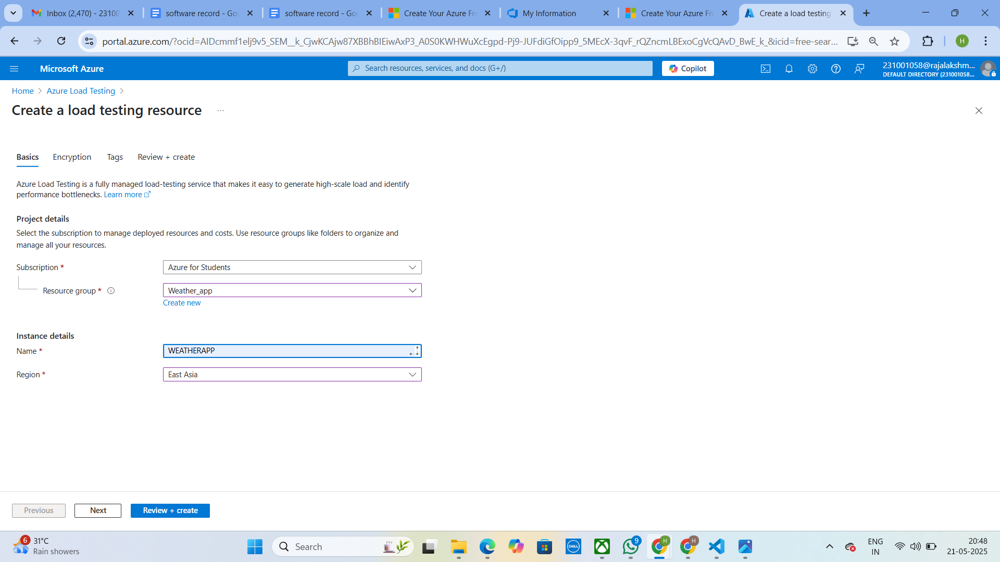 Inbox (2,470) - 23100
software record - Go
software record - Go
Create Your Azure Fr
My Information
Create Your Azure Fr
Create a load testing
portal.azure.com/?ocid=AIDcmmf1elj9v5_SEM__k_CjwKCAjw87XBBhBIEiwAxP3_A0S0KWHWuXcEgpd-Pj9-JUFdiGfOipp9_5MEcX-3qvF_rQZncmLBExoCgVcQAvD_BwE_k_&icid=free-sear...
H
Microsoft Azure
Search resources, services, and docs (G+/)
Copilot
231001058@rajalakshm...
DEFAULT DIRECTORY (231001058...
Home > Azure Load Testing >
Create a load testing resource ...
Basics Encryption Tags Review + create
Azure Load Testing is a fully managed load-testing service that makes it easy to generate high-scale load and identify
performance bottlenecks. Learn more
Project details
Select the subscription to manage deployed resources and costs. Use resource groups like folders to organize and
manage all your resources.
Subscription * Azure for Students
Resource group * Weather_app
Create new
Instance details
Name * WEATHERAPP
Region * East Asia
Previous Next Review + create
6 31°C
Rain showers
Search
DELL
9
H
H
ENG
IN
20:48
21-05-2025